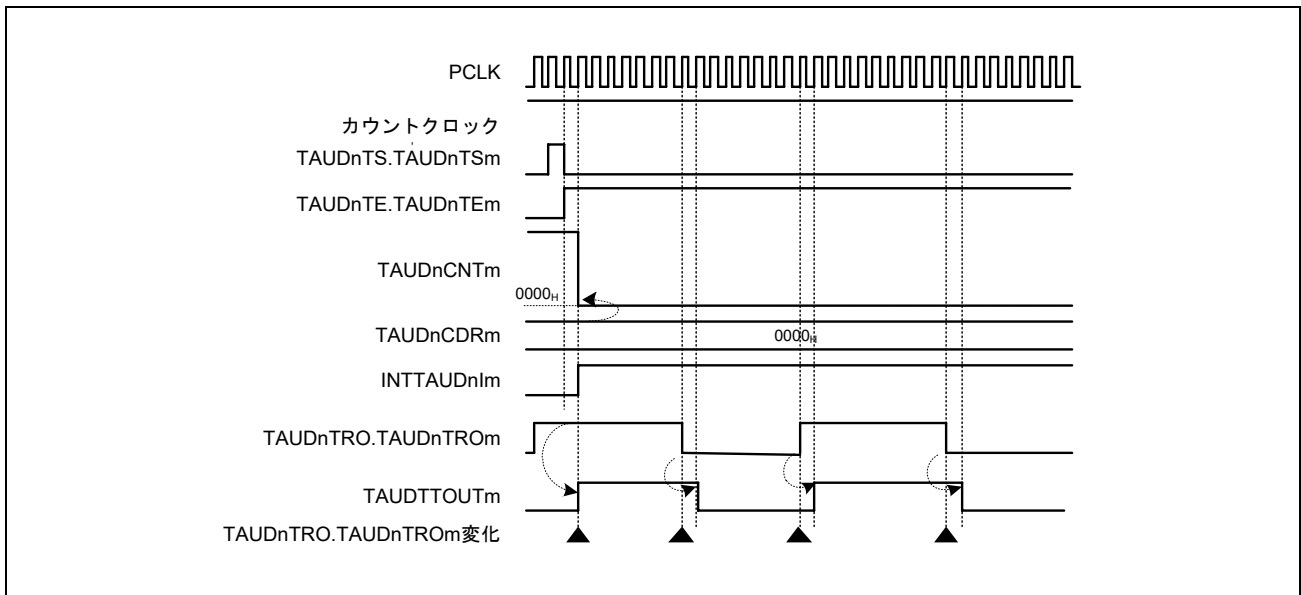 PCLK
カウントクロック
TAUDnTS.TAUDnTSm
TAUDnTE.TAUDnTEm
TAUDnCNTm
0000H
TAUDnCDRm
0000H
INTTAUDnIm
TAUDnTRO.TAUDnTROm
TAUDTTOUTm
TAUDnTRO.TAUDnTROm変化